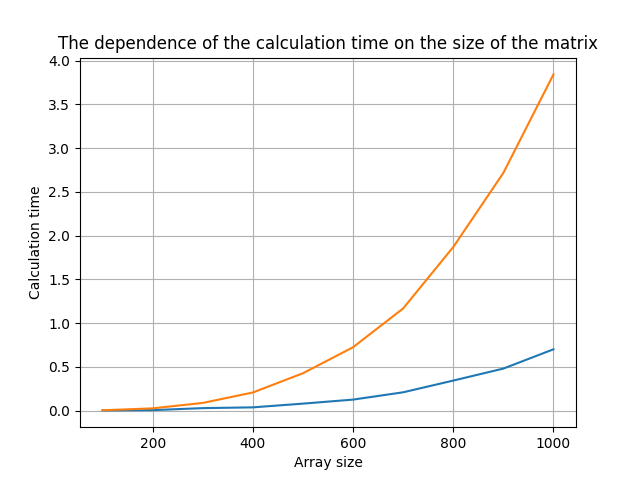 The dependence of the calculation time on the size of the matrix
4.0
3.5
3.0
2.5
2.0
1.5
1.0
0.5
0.0
Calculation time
200 400 600 800 1000
Array size